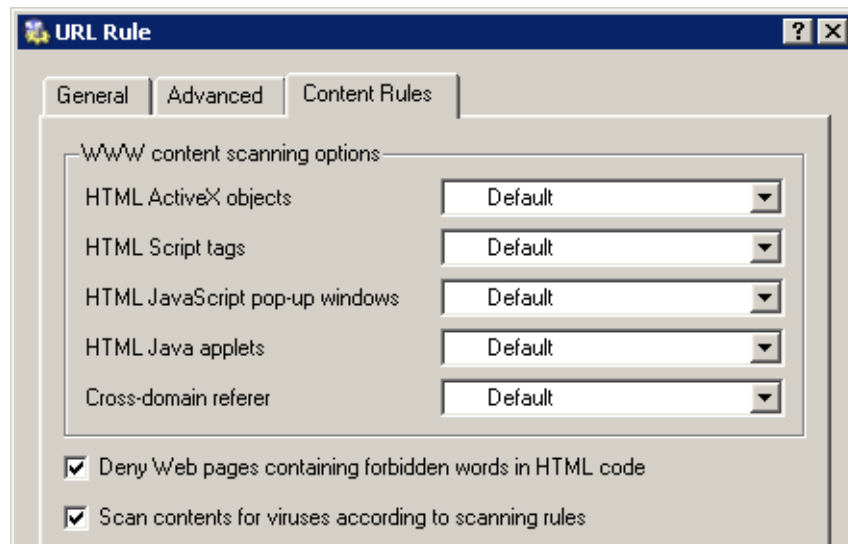 URL Rule
General Advanced Content Rules
WWW content scanning options
HTML ActiveX objects Default
HTML Script tags Default
HTML JavaScript pop-up windows Default
HTML Java applets Default
Cross-domain referer Default
Deny Web pages containing forbidden words in HTML code
Scan contents for viruses according to scanning rules